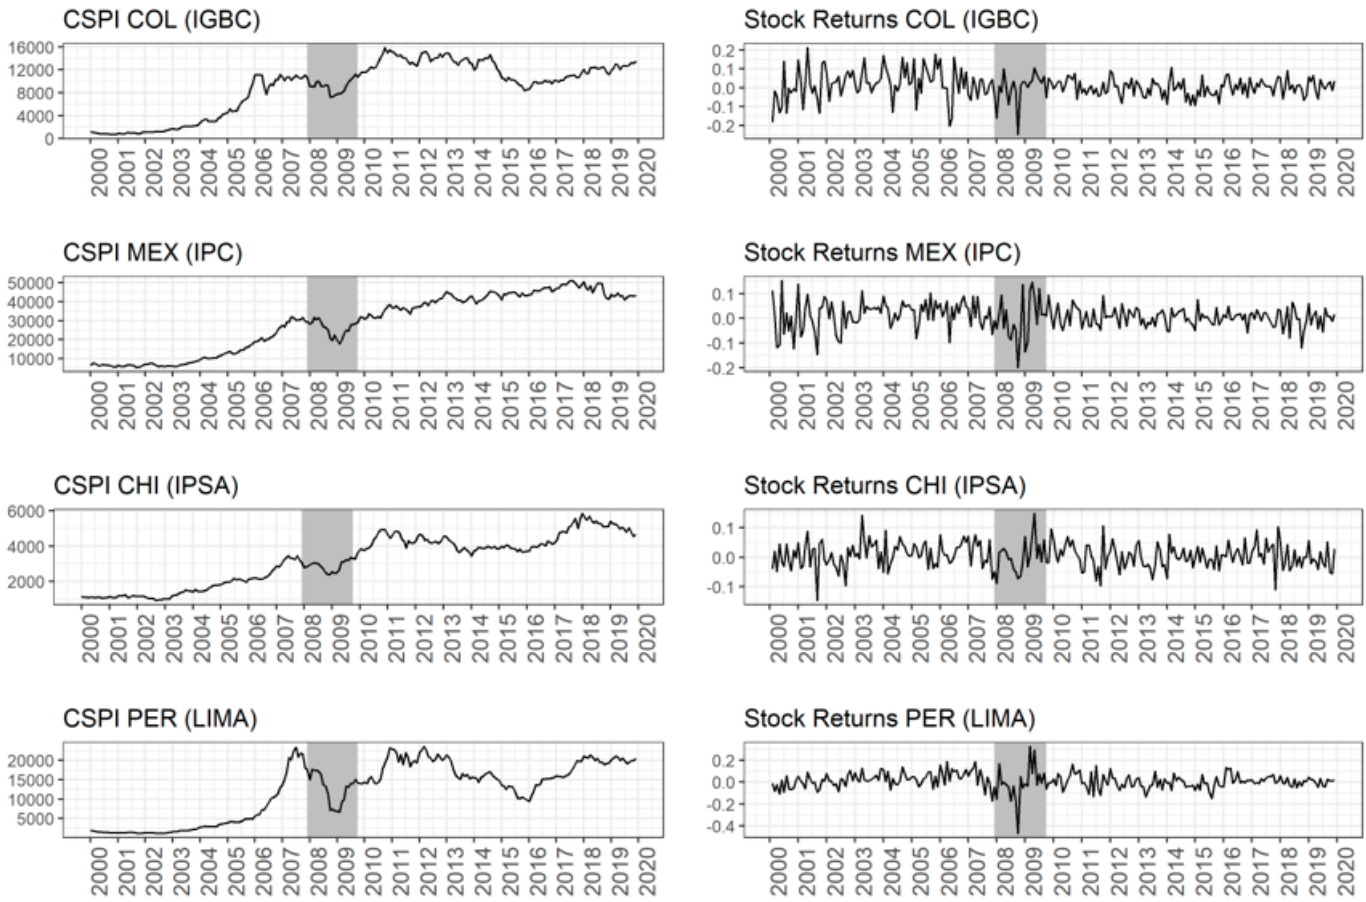 CSPI COL (IGBC)
16000
12000
8000
4000
0
2000 2001 2002 2003 2004 2005 2006 2007 2008 2009 2010 2011 2012 2013 2014 2015 2016 2017 2018 2019 2020
Stock Returns COL (IGBC)
0.2
0.1
0.0
-0.1
-0.2
2000 2001 2002 2003 2004 2005 2006 2007 2008 2009 2010 2011 2012 2013 2014 2015 2016 2017 2018 2019 2020
CSPI MEX (IPC)
50000
40000
30000
20000
10000
2000 2001 2002 2003 2004 2005 2006 2007 2008 2009 2010 2011 2012 2013 2014 2015 2016 2017 2018 2019 2020
Stock Returns MEX (IPC)
0.1
0.0
-0.1
-0.2
2000 2001 2002 2003 2004 2005 2006 2007 2008 2009 2010 2011 2012 2013 2014 2015 2016 2017 2018 2019 2020
CSPI CHI (IPSA)
6000
4000
2000
2000 2001 2002 2003 2004 2005 2006 2007 2008 2009 2010 2011 2012 2013 2014 2015 2016 2017 2018 2019 2020
Stock Returns CHI (IPSA)
0.1
0.0
-0.1
2000 2001 2002 2003 2004 2005 2006 2007 2008 2009 2010 2011 2012 2013 2014 2015 2016 2017 2018 2019 2020
CSPI PER (LIMA)
20000
15000
10000
5000
2000 2001 2002 2003 2004 2005 2006 2007 2008 2009 2010 2011 2012 2013 2014 2015 2016 2017 2018 2019 2020
Stock Returns PER (LIMA)
0.2
0.0
-0.2
-0.4
2000 2001 2002 2003 2004 2005 2006 2007 2008 2009 2010 2011 2012 2013 2014 2015 2016 2017 2018 2019 2020